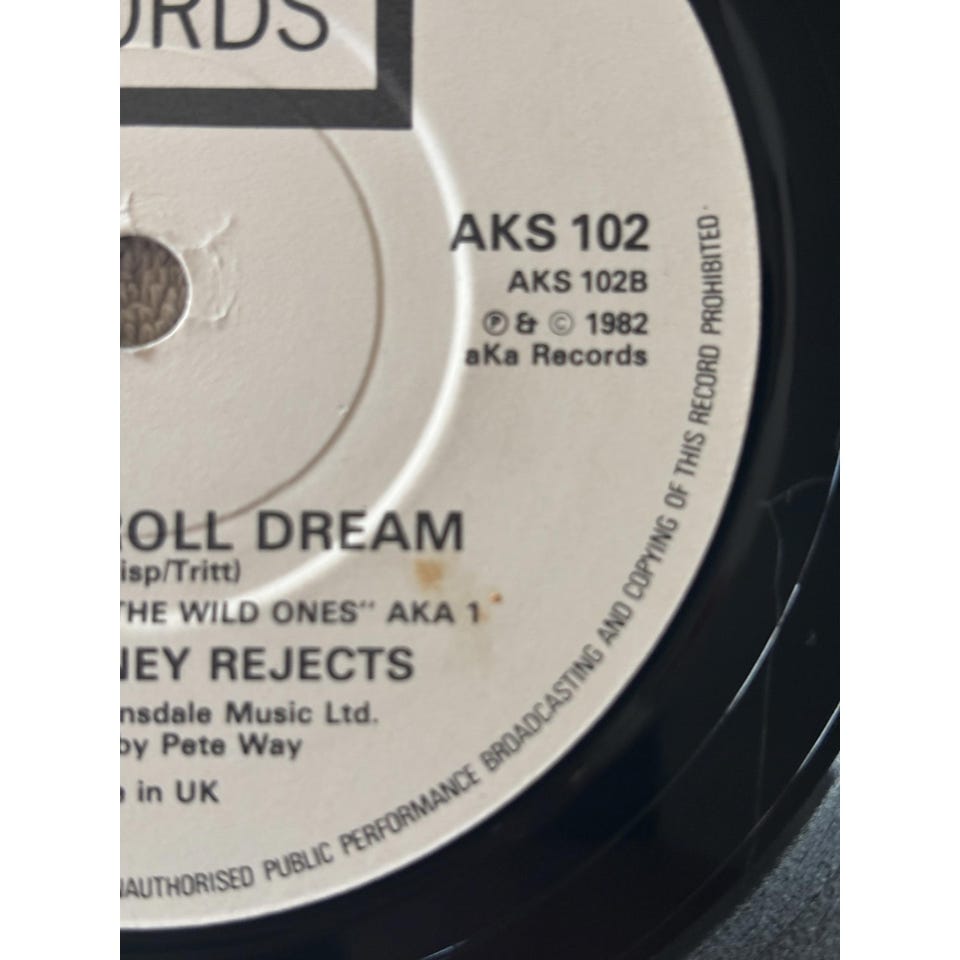 ORDS
AKS 102
AKS 102B
℗ & © 1982
aKa Records
ROLL DREAM
isp/Tritt)
THE WILD ONES" AKA 1
NEY REJECTS
nsdale Music Ltd.
by Pete Way
in UK
NAUTHORISED PUBLIC PERFORMANCE BROADCASTING AND COPYING OF THIS RECORD PROHIBITED·